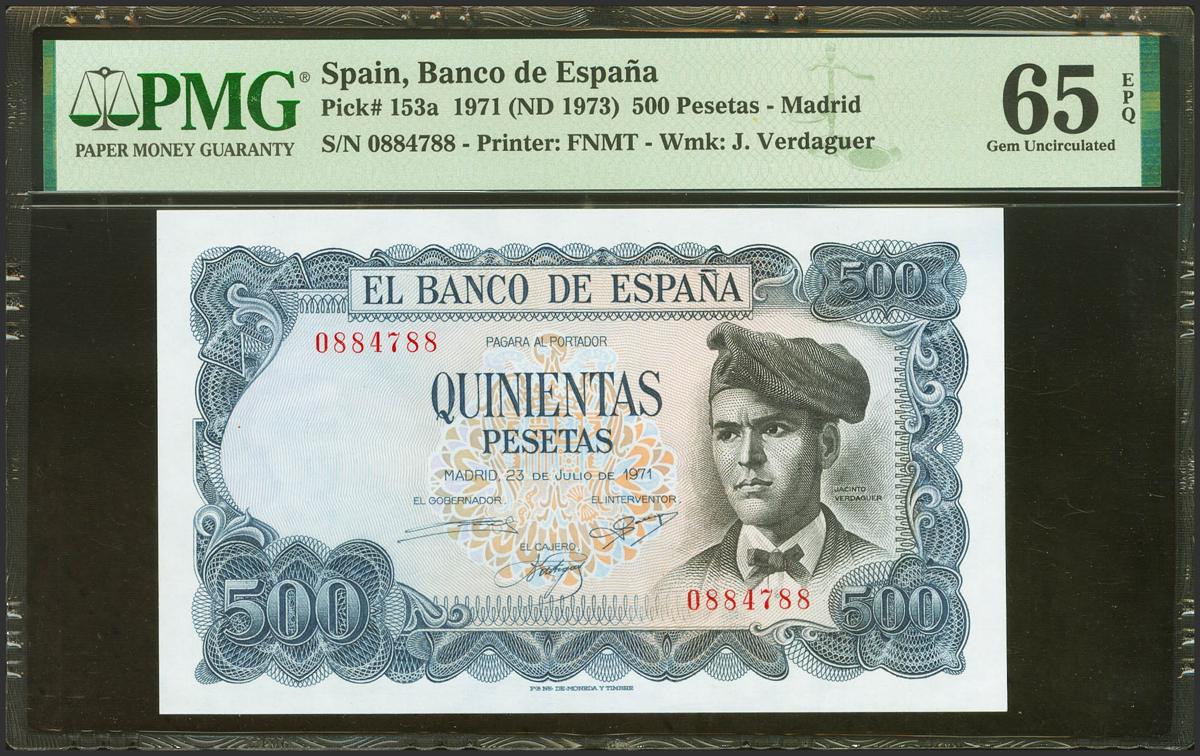 PMG®
PAPER MONEY GUARANTY
Spain, Banco de España
Pick# 153a 1971 (ND 1973) 500 Pesetas - Madrid
S/N 0884788 - Printer: FNMT - Wmk: J. Verdaguer
65
EPQ
Gem Uncirculated
EL BANCO DE ESPAÑA
500
0884788
PAGARA AL PORTADOR
QUINIENTAS
PESETAS
MADRID, 23 DE JULIO DE 1971
EL GOBERNADOR.
EL INTERVENTOR.
JACINTO
VERDAGUER
EL CAJERO,
500
0884788
500